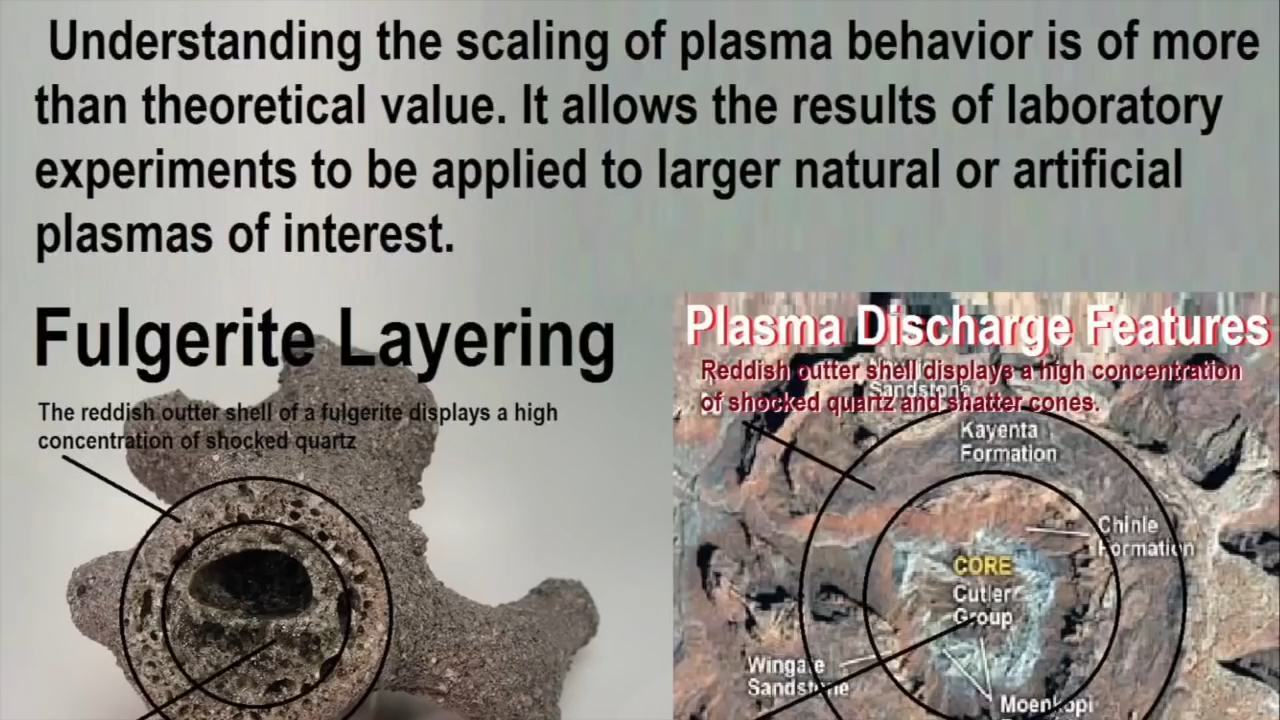 Understanding the scaling of plasma behavior is of more
than theoretical value. It allows the results of laboratory
experiments to be applied to larger natural or artificial
plasmas of interest.
Fulgerite Layering
The reddish outter shell of a fulgerite displays a high
concentration of shocked quartz
Plasma Discharge Features
Reddish outter shell displays a high concentration
Sandstone
of shocked quartz and shatter cones.
Kayenta
Formation
Chinle
Formation
CORE
Cutler
Group
Wingate
Sandstone
Moenkopi